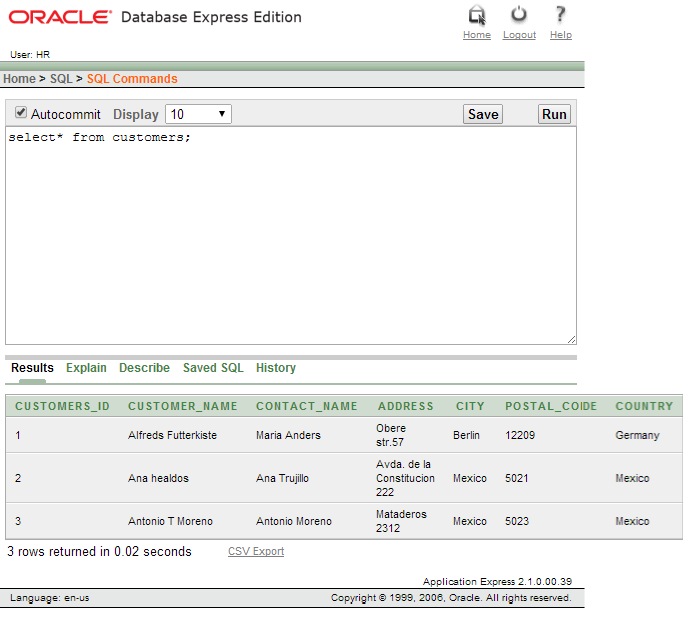 ORACLE® Database Express Edition
Home Logout Help
User: HR
Home > SQL > SQL Commands
Autocommit Display 10 Save Run
select* from customers;
Results Explain Describe Saved SQL History
CUSTOMERS_ID CUSTOMER_NAME CONTACT_NAME ADDRESS CITY POSTAL_COIDE COUNTRY
1 Alfreds Futterkiste Maria Anders Obere str.57 Berlin 12209 Germany
2 Ana healdos Ana Trujillo Avda. de la Constitucion 222 Mexico 5021 Mexico
3 Antonio T Moreno Antonio Moreno Mataderos 2312 Mexico 5023 Mexico
3 rows returned in 0.02 seconds CSV Export
Application Express 2.1.0.00.39
Language: en-us Copyright © 1999, 2006, Oracle. All rights reserved.